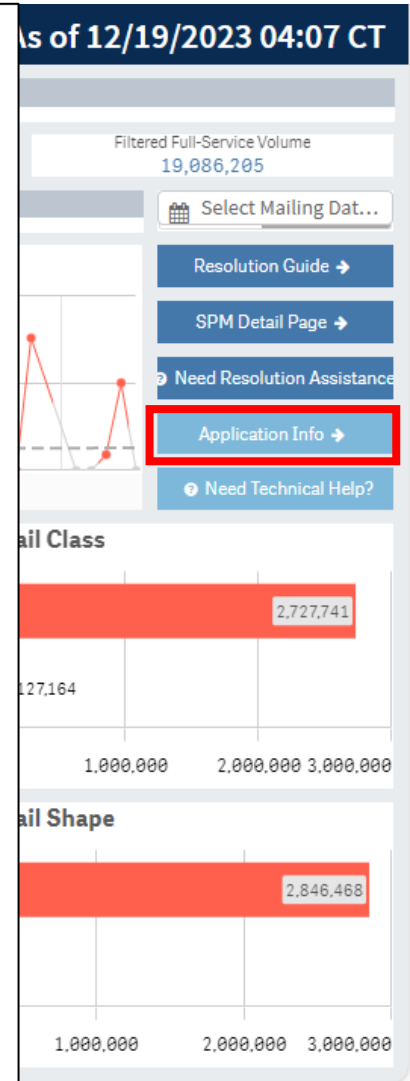 As of 12/19/2023 04:07 CT
Filtered Full-Service Volume
19,086,205
Select Mailing Dat...
Resolution Guide →
SPM Detail Page →
Need Resolution Assistance
Application Info →
Need Technical Help?
ail Class
2,727,741
127,164
1,000,000 2,000,000 3,000,000
ail Shape
2,846,468
1,000,000 2,000,000 3,000,000